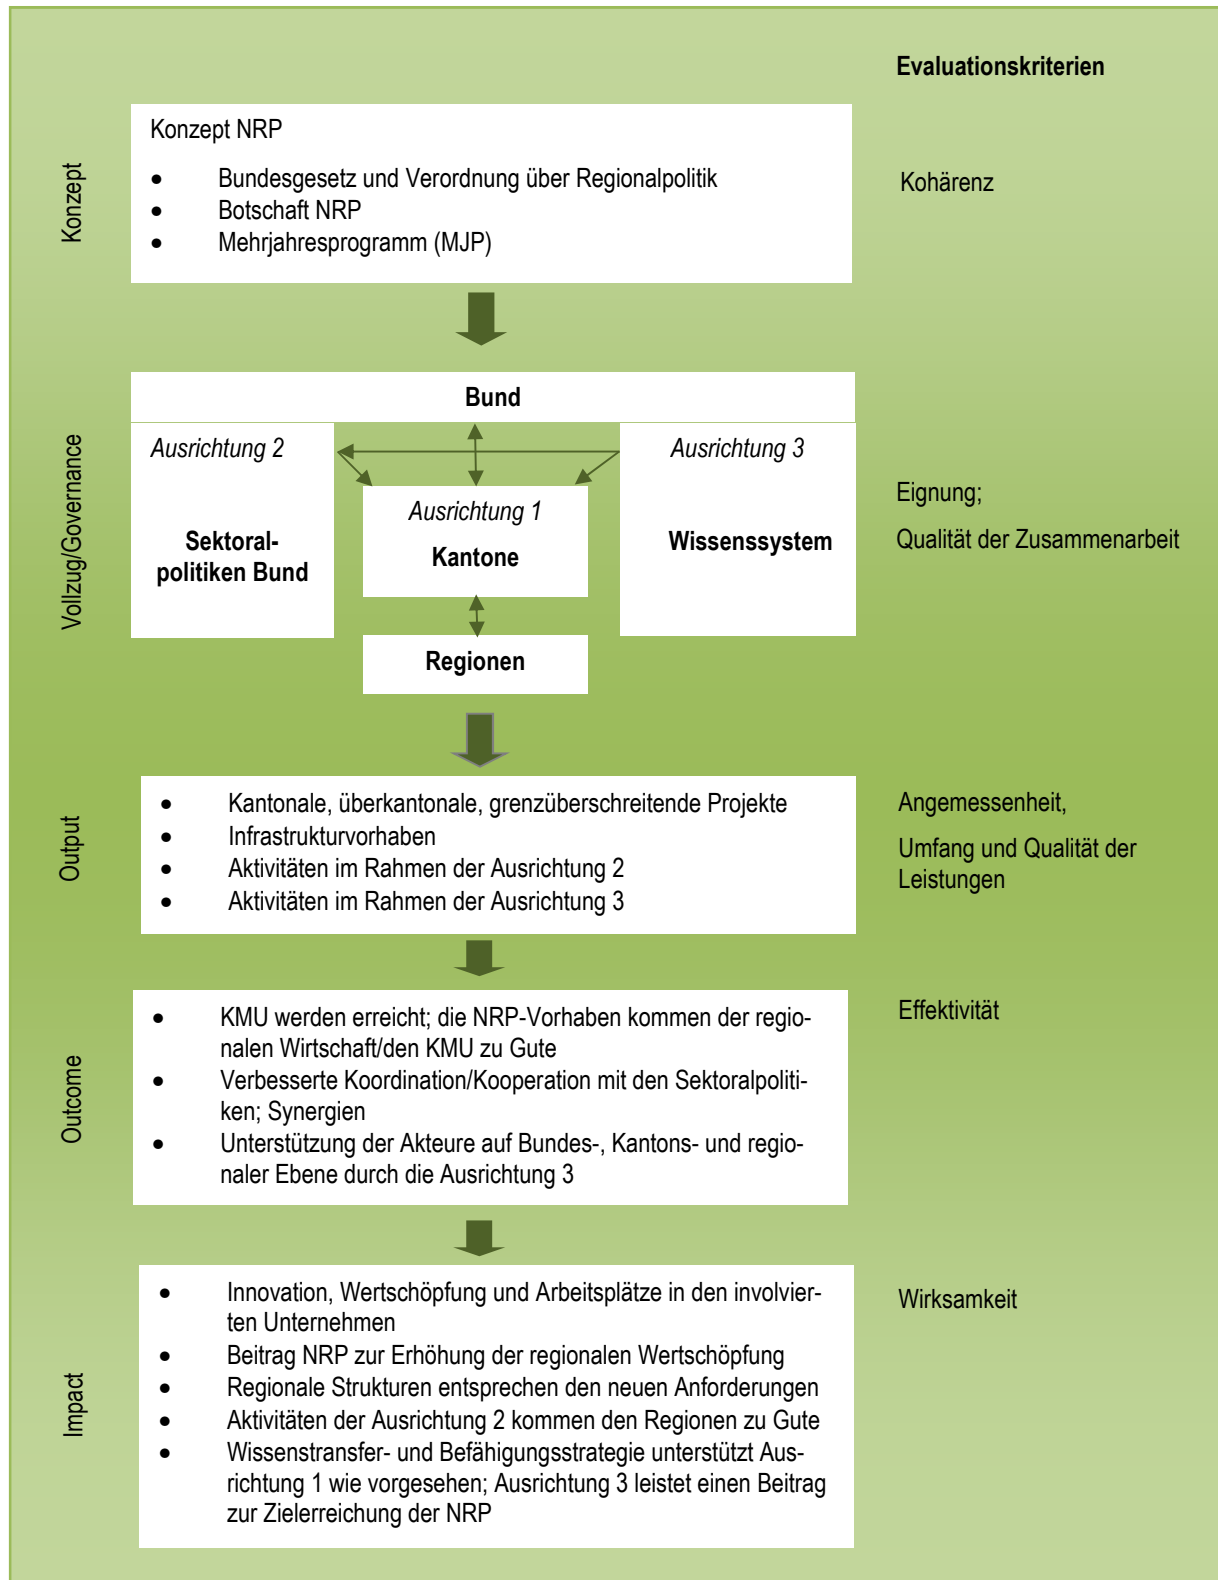 Evaluationskriterien
Konzept
Konzept NRP
• Bundesgesetz und Verordnung über Regionalpolitik
• Botschaft NRP
• Mehrjahresprogramm (MJP)
Kohärenz
Vollzug/Governance
Bund
Ausrichtung 2
Sektoral-
politiken Bund
Ausrichtung 1
Kantone
Ausrichtung 3
Wissenssystem
Regionen
Eignung;
Qualität der Zusammenarbeit
Output
• Kantonale, überkantonale, grenzüberschreitende Projekte
• Infrastrukturvorhaben
• Aktivitäten im Rahmen der Ausrichtung 2
• Aktivitäten im Rahmen der Ausrichtung 3
Angemessenheit,
Umfang und Qualität der
Leistungen
Outcome
• KMU werden erreicht; die NRP-Vorhaben kommen der regio-
nalen Wirtschaft/den KMU zu Gute
• Verbesserte Koordination/Kooperation mit den Sektoralpoliti-
ken; Synergien
• Unterstützung der Akteure auf Bundes-, Kantons- und regio-
naler Ebene durch die Ausrichtung 3
Effektivität
Impact
• Innovation, Wertschöpfung und Arbeitsplätze in den involvier-
ten Unternehmen
• Beitrag NRP zur Erhöhung der regionalen Wertschöpfung
• Regionale Strukturen entsprechen den neuen Anforderungen
• Aktivitäten der Ausrichtung 2 kommen den Regionen zu Gute
• Wissenstransfer- und Befähigungsstrategie unterstützt Aus-
richtung 1 wie vorgesehen; Ausrichtung 3 leistet einen Beitrag
zur Zielerreichung der NRP
Wirksamkeit